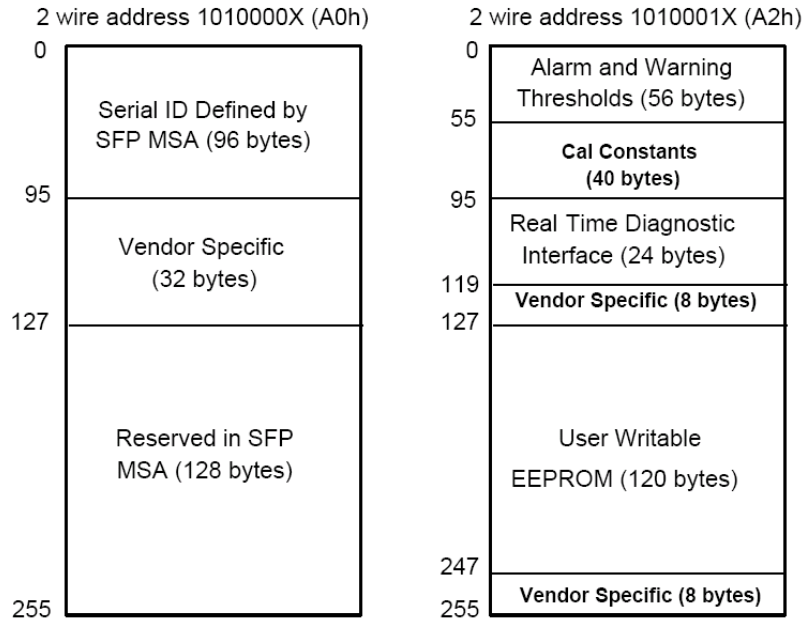 2 wire address 1010000X (A0h)
0
Serial ID Defined by
SFP MSA (96 bytes)
95
Vendor Specific
(32 bytes)
127
Reserved in SFP
MSA (128 bytes)
255
2 wire address 1010001X (A2h)
0
Alarm and Warning
Thresholds (56 bytes)
55
Cal Constants
(40 bytes)
95
Real Time Diagnostic
Interface (24 bytes)
119
Vendor Specific (8 bytes)
127
User Writable
EEPROM (120 bytes)
247
Vendor Specific (8 bytes)
255